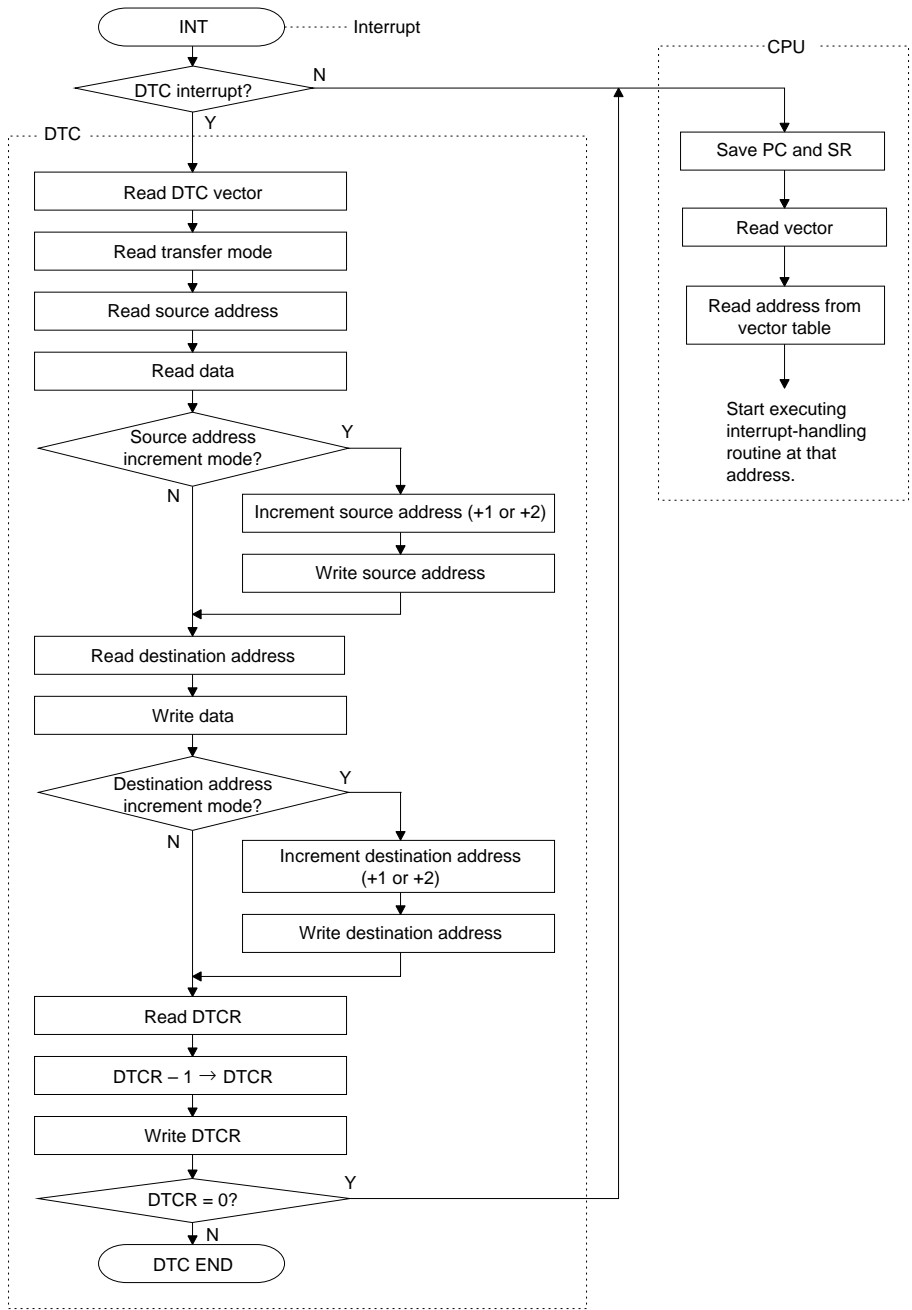 INT
Interrupt
CPU
DTC interrupt?
N
Y
DTC
Save PC and SR
Read DTC vector
Read vector
Read transfer mode
Read source address
Read address from
vector table
Read data
Start executing
interrupt-handling
routine at that
address.
Source address
increment mode?
Y
N
Increment source address (+1 or +2)
Write source address
Read destination address
Write data
Destination address
increment mode?
Y
N
Increment destination address
(+1 or +2)
Write destination address
Read DTCR
DTCR – 1 → DTCR
Write DTCR
DTCR = 0?
Y
N
DTC END